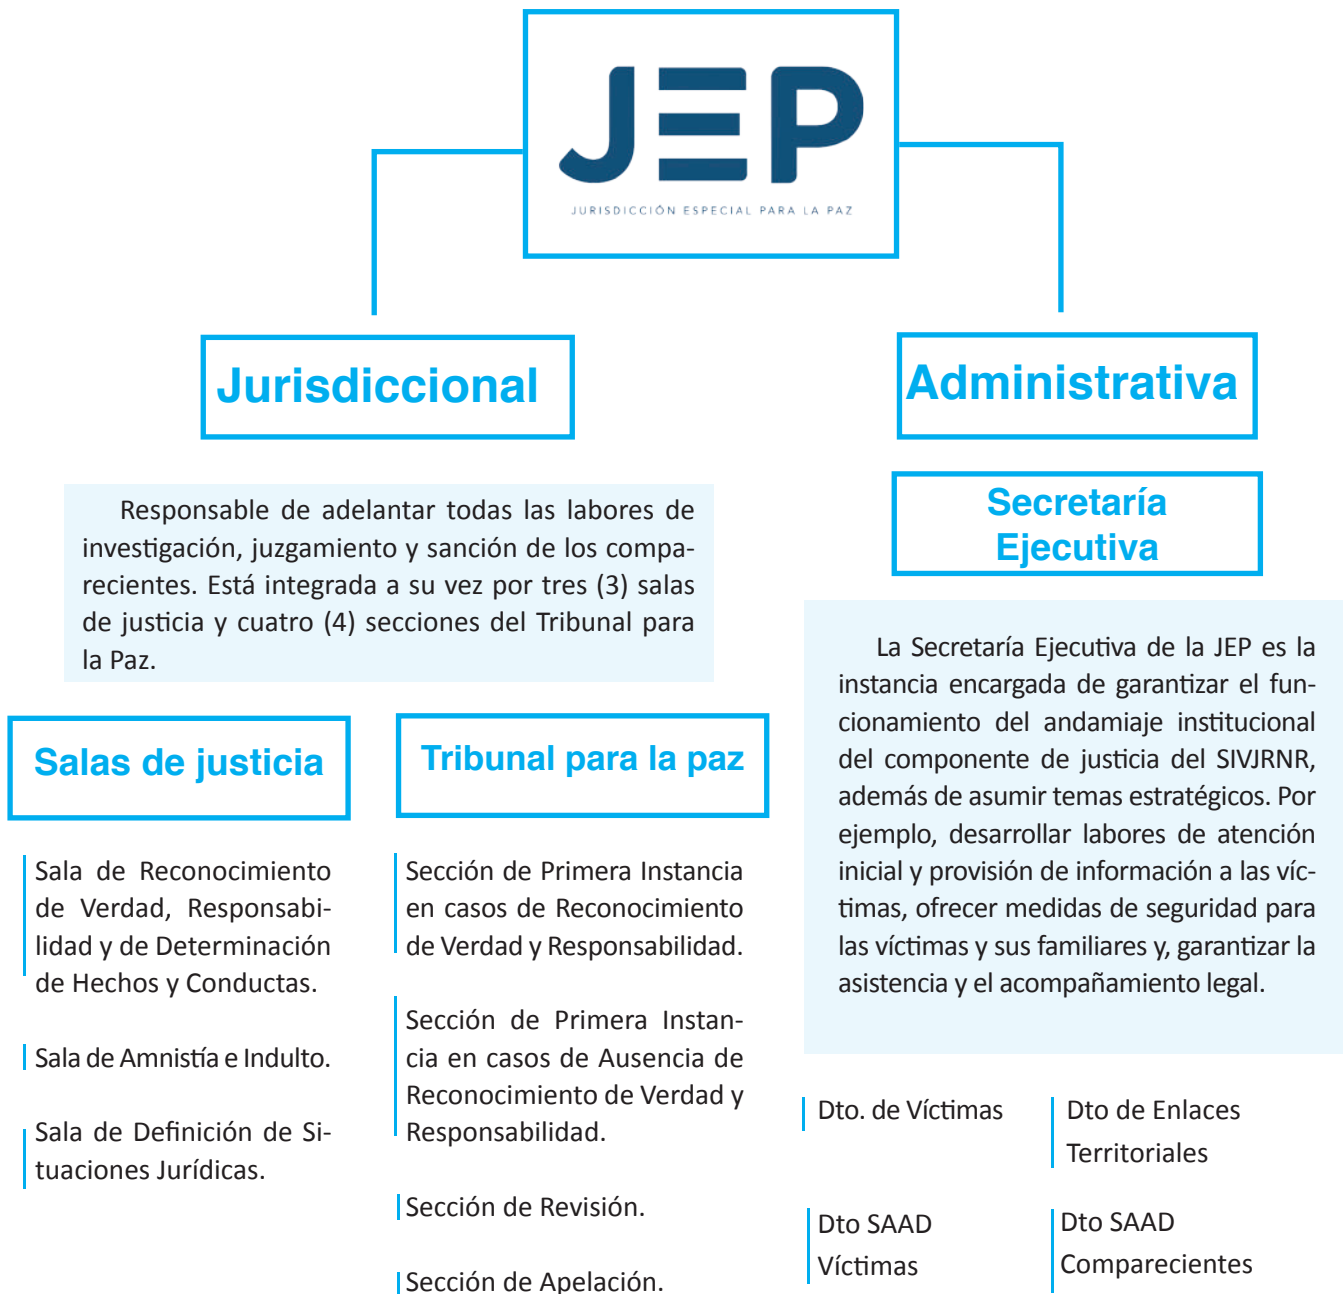 JEP
JURISDICCIÓN ESPECIAL PARA LA PAZ
Jurisdiccional
Responsable de adelantar todas las labores de
investigación, juzgamiento y sanción de los compa-
recientes. Está integrada a su vez por tres (3) salas
de justicia y cuatro (4) secciones del Tribunal para
la Paz.
Salas de justicia
Sala de Reconocimiento
de Verdad, Responsabi-
lidad y de Determinación
de Hechos y Conductas.
Sala de Amnistía e Indulto.
Sala de Definición de Si-
tuaciones Jurídicas.
Tribunal para la paz
Sección de Primera Instancia
en casos de Reconocimiento
de Verdad y Responsabilidad.
Sección de Primera Instan-
cia en casos de Ausencia de
Reconocimiento de Verdad y
Responsabilidad.
Sección de Revisión.
Sección de Apelación.
Administrativa
Secretaría
Ejecutiva
La Secretaría Ejecutiva de la JEP es la
instancia encargada de garantizar el fun-
cionamiento del andamiaje institucional
del componente de justicia del SIVJRNR,
además de asumir temas estratégicos. Por
ejemplo, desarrollar labores de atención
inicial y provisión de información a las víc-
timas, ofrecer medidas de seguridad para
las víctimas y sus familiares y, garantizar la
asistencia y el acompañamiento legal.
Dto. de Víctimas
Dto de Enlaces
Territoriales
Dto SAAD
Víctimas
Dto SAAD
Comparecientes